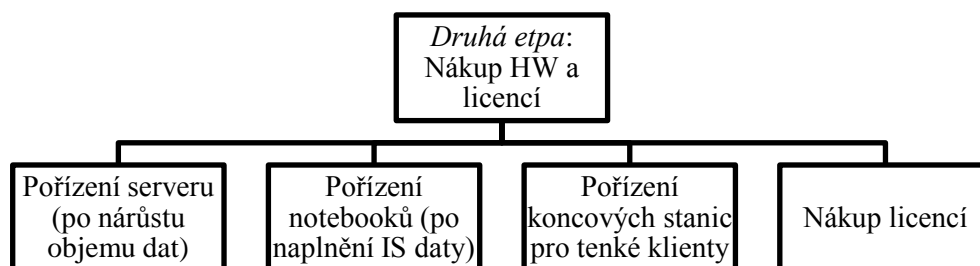 Druhá etpa:
Nákup HW a
licencí
Pořízení serveru
(po nárůstu
objemu dat)
Pořízení
notebooků (po
naplnění IS daty)
Pořízení
koncových stanic
pro tenké klienty
Nákup licencí